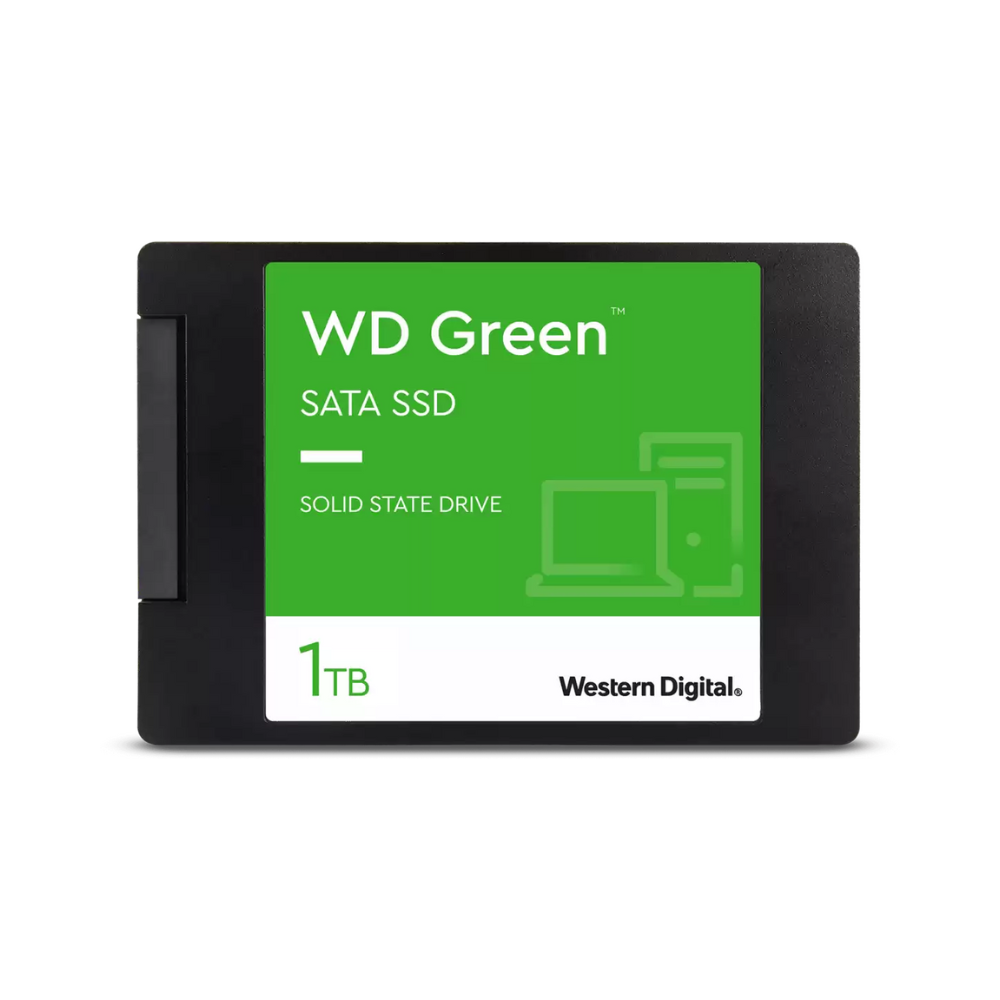 WD Green™
SATA SSD
SOLID STATE DRIVE
1TB
Western Digital®